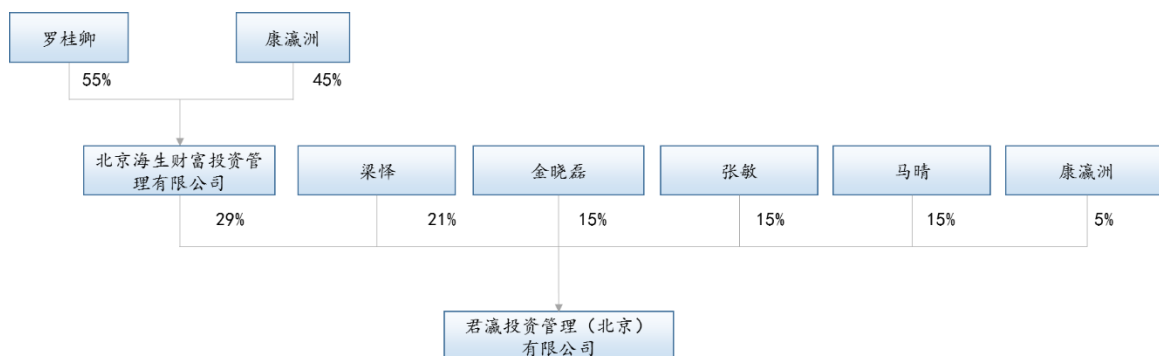 罗桂卿
康瀛洲
55%
45%
北京海生财富投资管
理有限公司
梁怿
金晓磊
张敏
马晴
康瀛洲
29%
21%
15%
15%
15%
5%
君瀛投资管理（北京）
有限公司